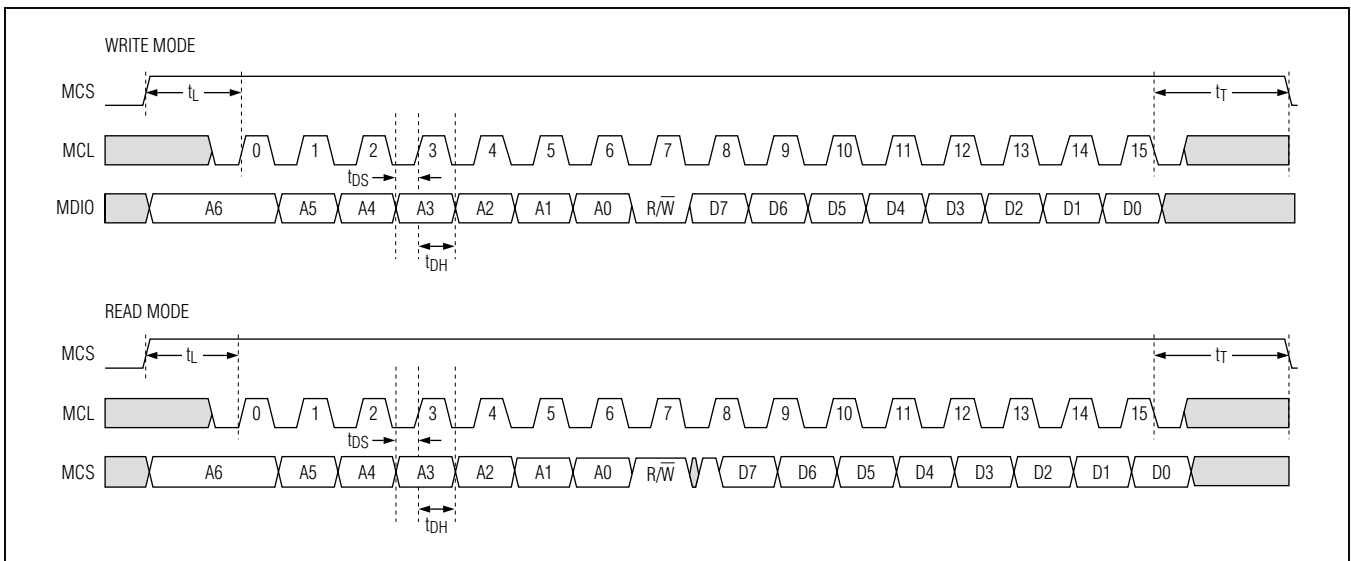 WRITE MODE
MCS tL tT
MCL 0 1 2 3 4 5 6 7 8 9 10 11 12 13 14 15
tDS
MDIO A6 A5 A4 A3 A2 A1 A0 R/W̅ D7 D6 D5 D4 D3 D2 D1 D0
tDH
READ MODE
MCS tL tT
MCL 0 1 2 3 4 5 6 7 8 9 10 11 12 13 14 15
tDS
MCS A6 A5 A4 A3 A2 A1 A0 R/W̅ D7 D6 D5 D4 D3 D2 D1 D0
tDH